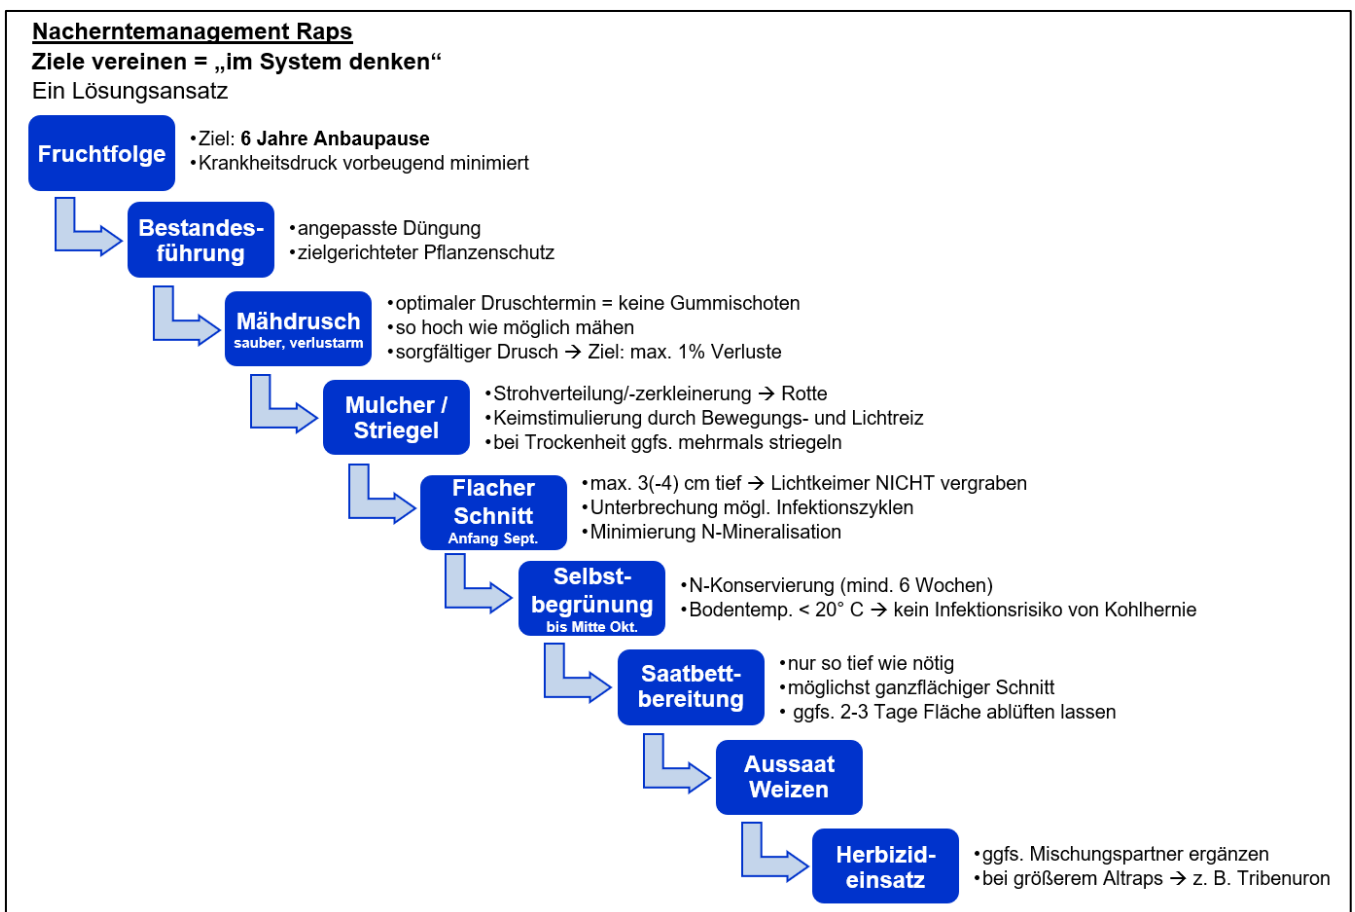 Nacherntemanagement Raps
Ziele vereinen = „im System denken“
Ein Lösungsansatz
Fruchtfolge
•Ziel: 6 Jahre Anbaupause
•Krankheitsdruck vorbeugend minimiert
Bestandes-
führung
•angepasste Düngung
•zielgerichteter Pflanzenschutz
Mähdrusch
sauber, verlustarm
•optimaler Druschtermin = keine Gummischoten
•so hoch wie möglich mähen
•sorgfältiger Drusch → Ziel: max. 1% Verluste
Mulcher /
Striegel
•Strohverteilung/-zerkleinerung → Rotte
•Keimstimulierung durch Bewegungs- und Lichtreiz
•bei Trockenheit ggfs. mehrmals striegeln
Flacher
Schnitt
Anfang Sept.
•max. 3(-4) cm tief → Lichtkeimer NICHT vergraben
•Unterbrechung mögl. Infektionszyklen
•Minimierung N-Mineralisation
Selbst-
begrünung
bis Mitte Okt.
•N-Konservierung (mind. 6 Wochen)
•Bodentemp. < 20° C → kein Infektionsrisiko von Kohlhernie
Saatbett-
bereitung
•nur so tief wie nötig
•möglichst ganzflächiger Schnitt
• ggfs. 2-3 Tage Fläche ablüften lassen
Aussaat
Weizen
Herbizid-
einsatz
•ggfs. Mischungspartner ergänzen
•bei größerem Altraps → z. B. Tribenuron